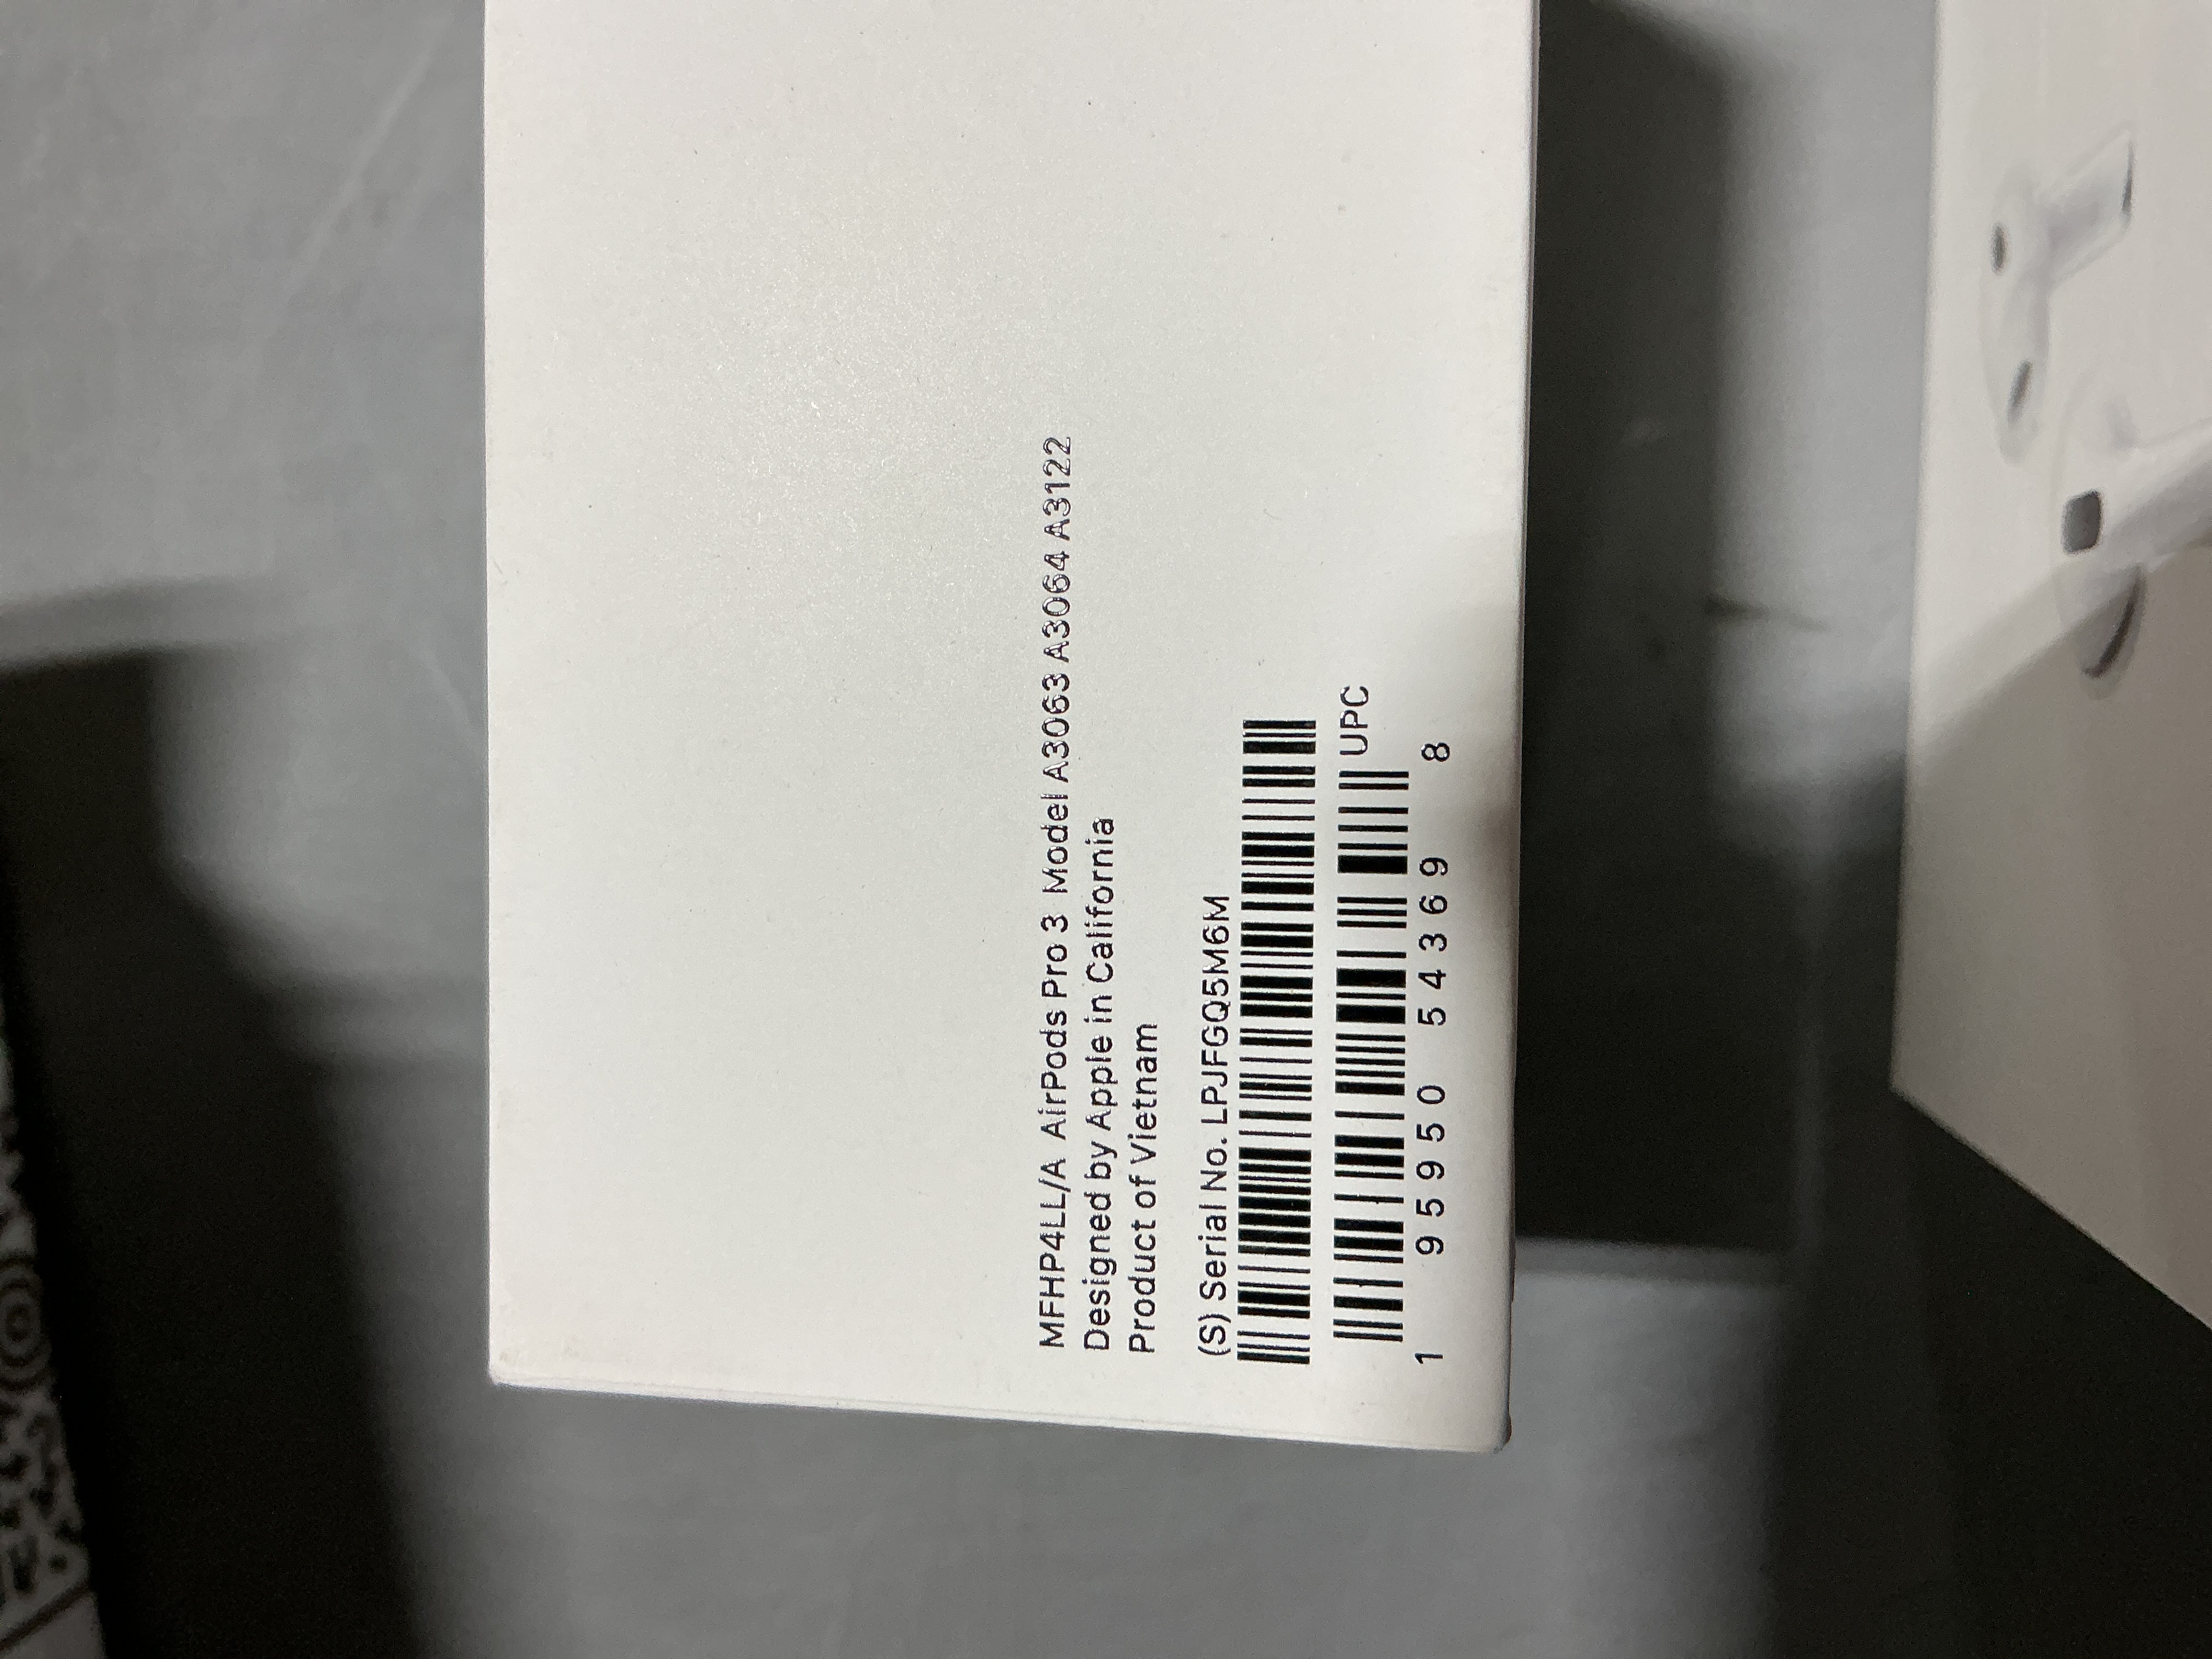 MFHP4LL/A AirPods Pro 3 Model A3063 A3064 A3122
Designed by Apple in California
Product of Vietnam
(S) Serial No. LPJFGQ5M6M
UPC
1 95950 54369 8